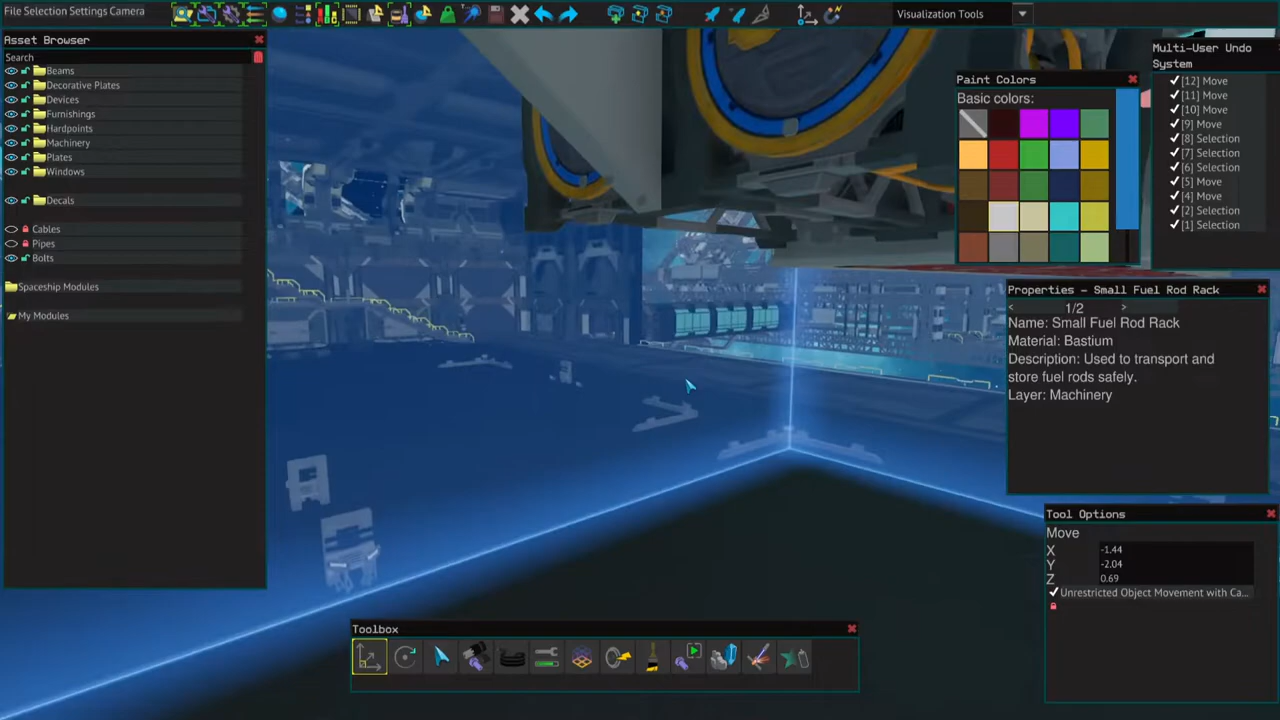 File Selection Settings Camera
Visualization Tools
Asset Browser
Search
Beams
Decorative Plates
Devices
Furnishings
Hardpoints
Machinery
Plates
Windows
Decals
Cables
Pipes
Bolts
Spaceship Modules
My Modules
Paint Colors
Basic colors:
Multi-User Undo
System
[12] Move
[11] Move
[10] Move
[9] Move
[8] Selection
[7] Selection
[6] Selection
[5] Move
[4] Move
[2] Selection
[1] Selection
Properties - Small Fuel Rod Rack
< 1/2 >
Name: Small Fuel Rod Rack
Material: Bastium
Description: Used to transport and
store fuel rods safely.
Layer: Machinery
Tool Options
Move
X -1.44
Y -2.04
Z 0.69
Unrestricted Object Movement with Ca...
Toolbox